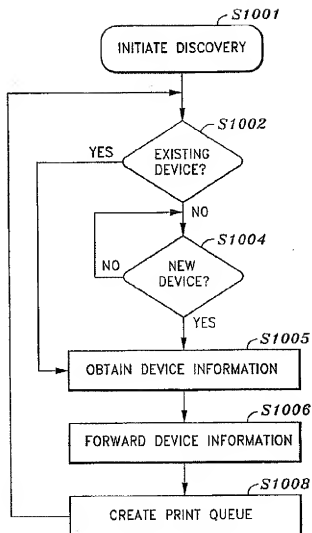 S1001
INITIATE DISCOVERY
S1002
YES
EXISTING
DEVICE?
NO
S1004
NO
NEW
DEVICE?
YES
S1005
OBTAIN DEVICE INFORMATION
S1006
FORWARD DEVICE INFORMATION
S1008
CREATE PRINT QUEUE